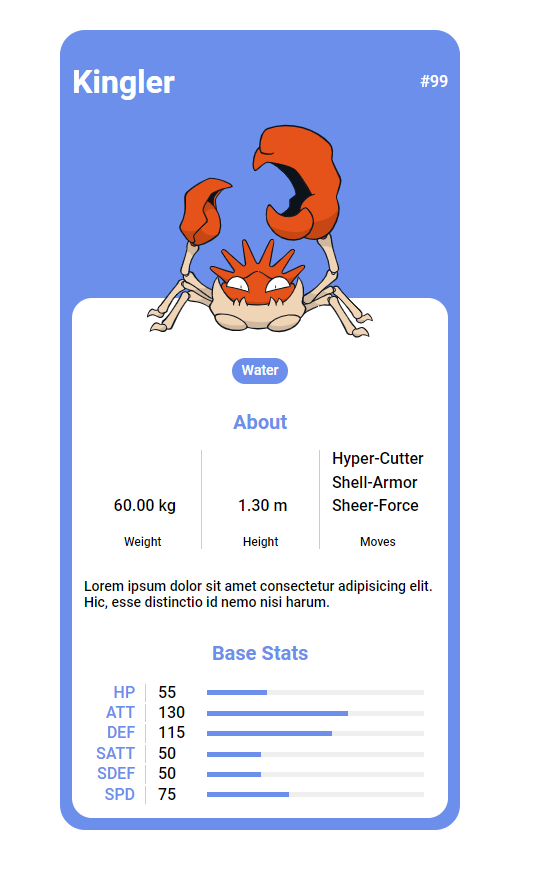 Kingler
#99
Water
About
Hyper-Cutter
Shell-Armor
60.00 kg
1.30 m
Sheer-Force
Weight
Height
Moves
Lorem ipsum dolor sit amet consectetur adipisicing elit.
Hic, esse distinctio id nemo nisi harum.
Base Stats
HP 55
ATT 130
DEF 115
SATT 50
SDEF 50
SPD 75